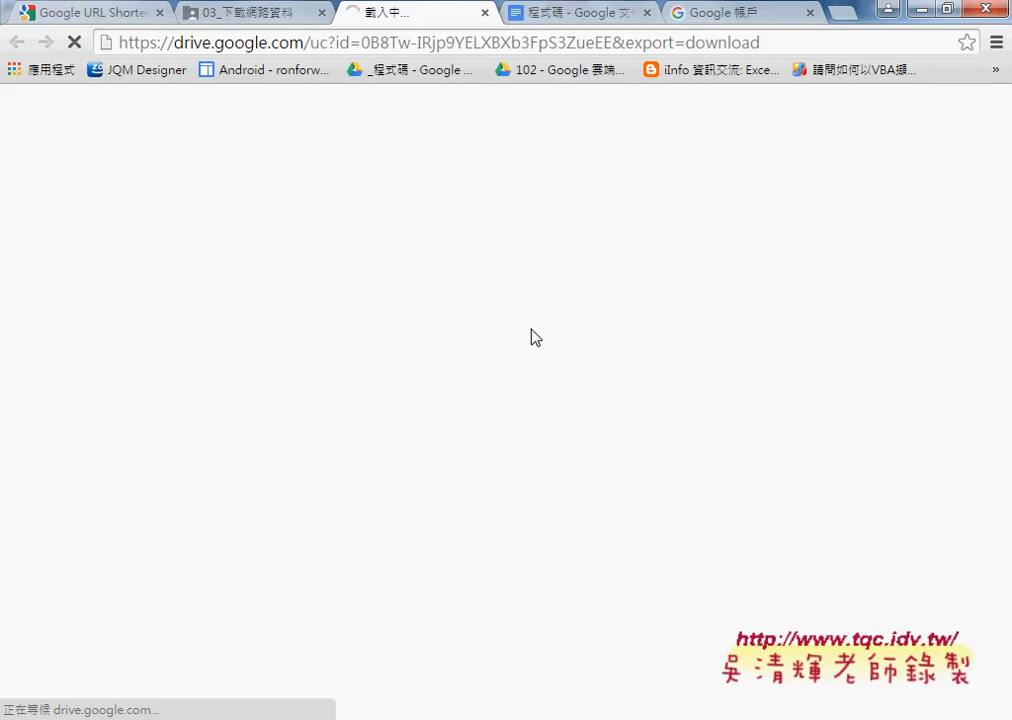 Google URL Shorte
03_下載網路資料
載入中...
程式碼 - Google 文
Google 帳戶
https://drive.google.com/uc?id=0B8Tw-IRjp9YELXBXb3FpS3ZueEE&export=download
應用程式
JQM Designer
Android - ronforw...
_程式碼 - Google ...
102 - Google 雲端...
iInfo 資訊交流: Exce...
請問如何以VBA擷...
»
http://www.tqc.idv.tw/
吳清輝老師錄製
正在等候 drive.google.com...